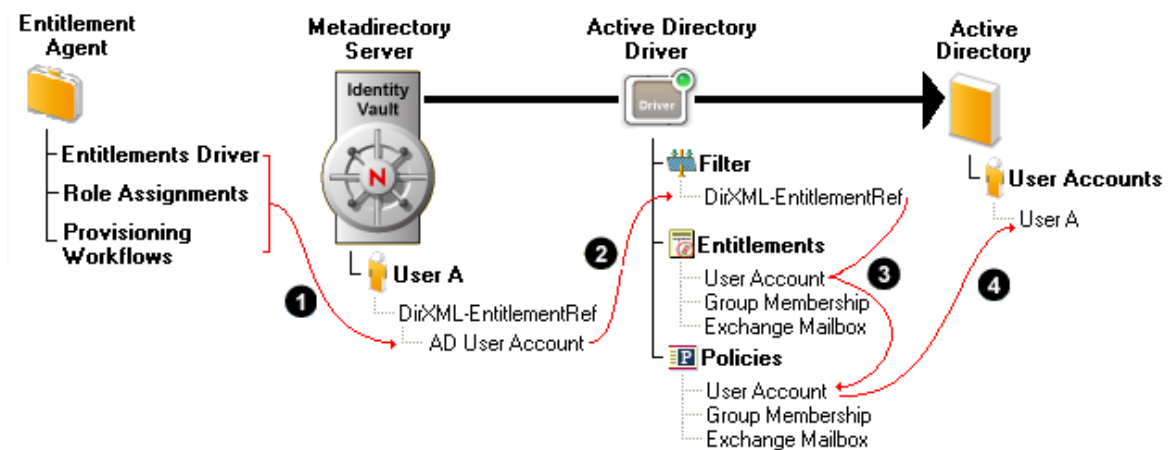 Entitlement
Agent
Entitlements Driver
Role Assignments
Provisioning
Workflows
1
Metadirectory
Server
Identity
Vault
N
User A
DirXML-EntitlementRef
AD User Account
2
Active Directory
Driver
Driver
Filter
DirXML-EntitlementRef
Entitlements
User Account
Group Membership
Exchange Mailbox
3
Policies
P
User Account
Group Membership
Exchange Mailbox
4
Active
Directory
User Accounts
User A